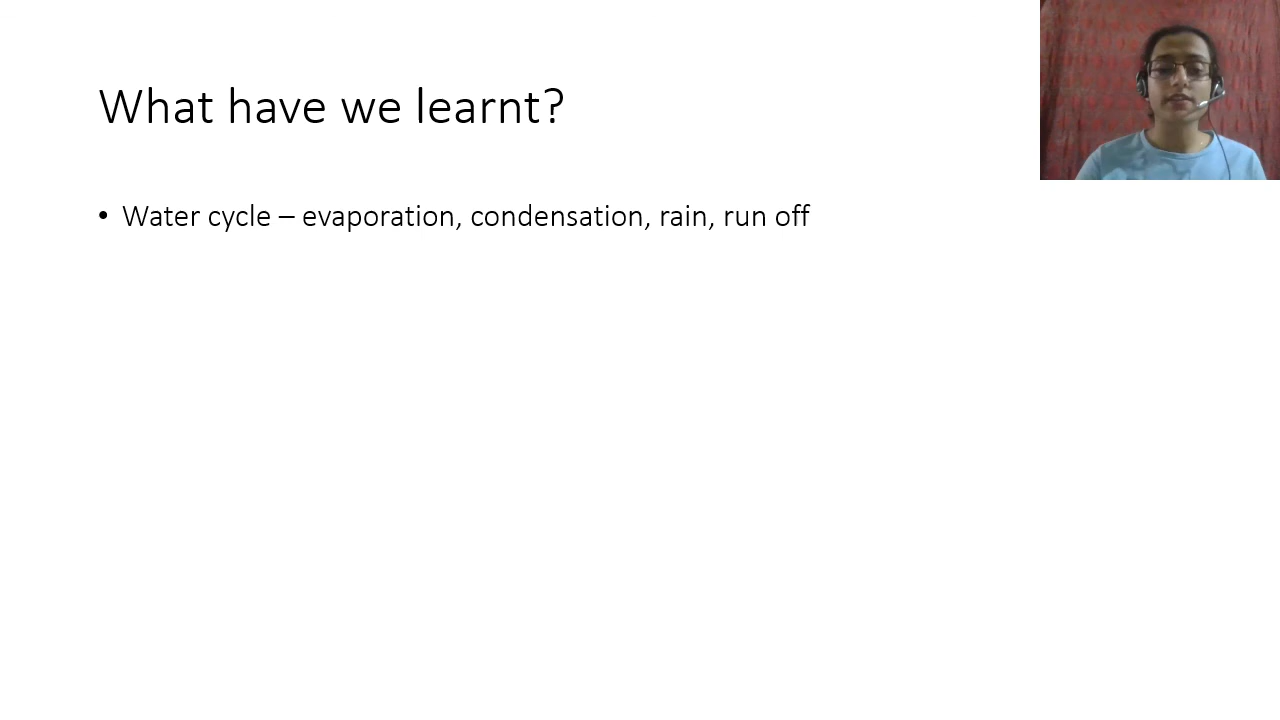 What have we learnt?
• Water cycle – evaporation, condensation, rain, run off